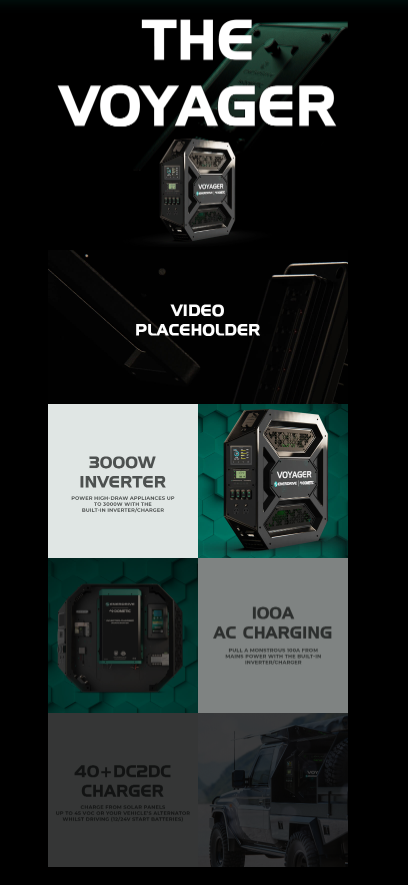 THE
VOYAGER
VOYAGER
VIDEO
PLACEHOLDER
3000W
INVERTER
POWER HIGH-DRAW APPLIANCES UP
TO 3000W WITH THE
BUILT-IN INVERTER/CHARGER
VOYAGER
ENERDRIVE
100A
AC CHARGING
PULL A MONSTROUS 100A FROM
MAINS POWER WITH THE BUILT-IN
INVERTER/CHARGER
40+DC2DC
CHARGER
CHARGE FROM SOLAR PANELS
UP TO 45 VDC OR YOUR VEHICLE'S ALTERNATOR
WHILST DRIVING (12/24V START BATTERIES)